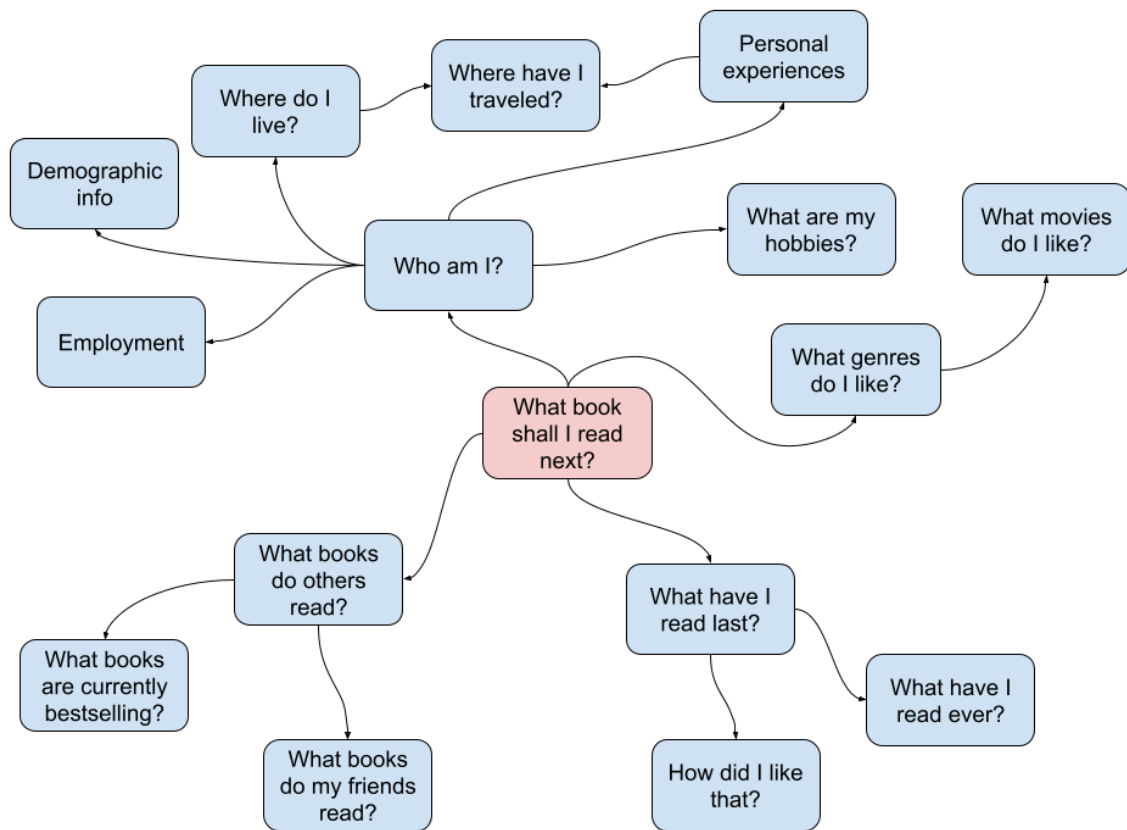 Personal
experiences
Where have I
traveled?
Where do I
live?
Demographic
info
What are my
hobbies?
What movies
do I like?
Who am I?
Employment
What genres
do I like?
What book
shall I read
next?
What books
do others
read?
What have I
read last?
What books
are currently
bestselling?
What have I
read ever?
What books
do my friends
read?
How did I like
that?